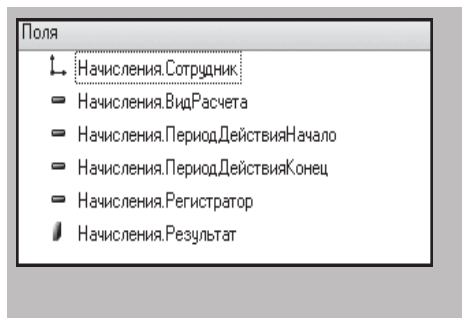 Поля
Начисления.Сотрудник
Начисления.ВидРасчета
Начисления.ПериодДействияНачало
Начисления.ПериодДействияКонец
Начисления.Регистратор
Начисления.Результат